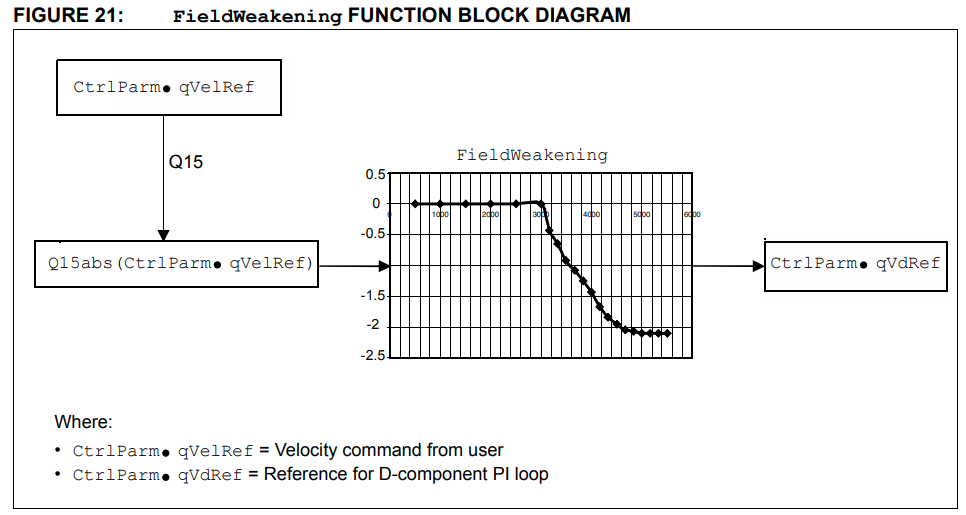 FIGURE 21: FieldWeakening FUNCTION BLOCK DIAGRAM
CtrlParm● qVelRef
Q15
FieldWeakening
0.5
0
0 1000 2000 3000 4000 5000 6000
-0.5
Q15abs(CtrlParm● qVelRef)
CtrlParm● qVdRef
-1.5
-2
-2.5
Where:
• CtrlParm● qVelRef = Velocity command from user
• CtrlParm● qVdRef = Reference for D-component PI loop